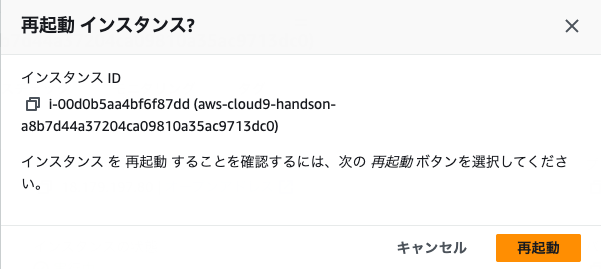 再起動 インスタンス?
インスタンス ID
i-00d0b5aa4bf6f87dd (aws-cloud9-handson-
a8b7d44a37204ca09810a35ac9713dc0)
インスタンス を 再起動 することを確認するには、次の 再起動 ボタンを選択してくださ
い。
キャンセル
再起動